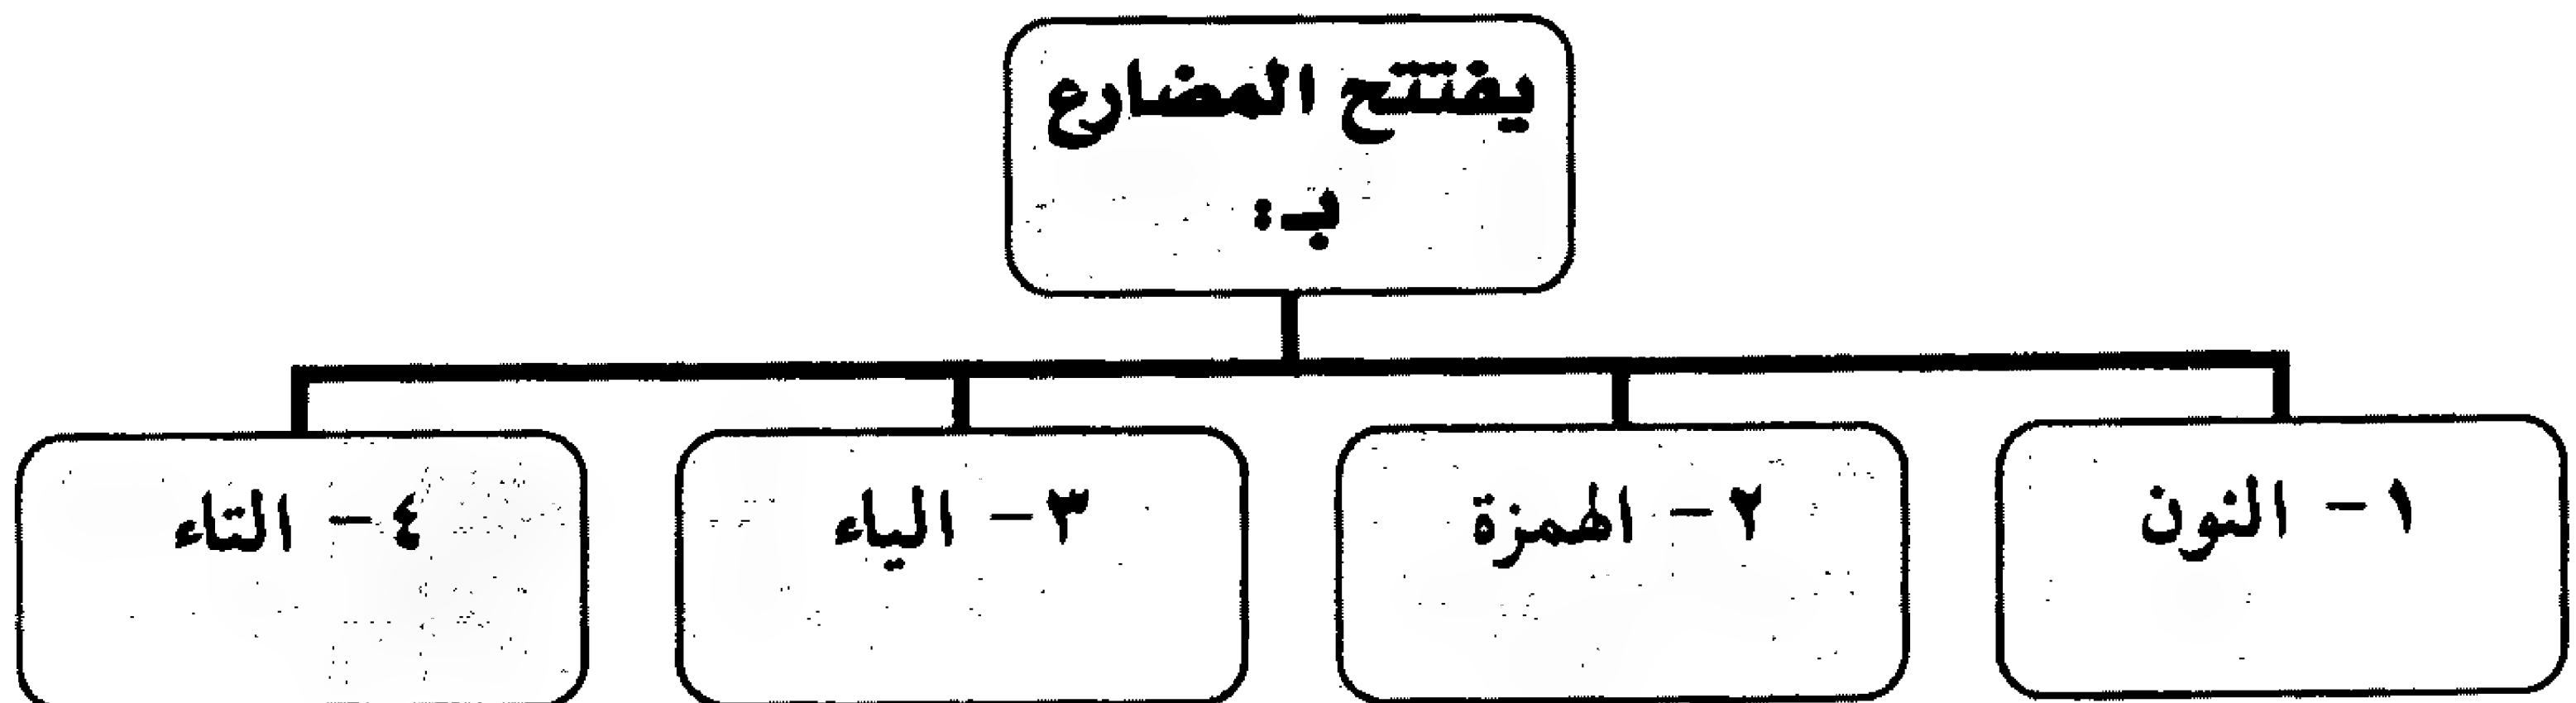 يفتتح المضارع
بـ:
١ - النون
٢ - الهمزة
٣ - الياء
٤ - التاء